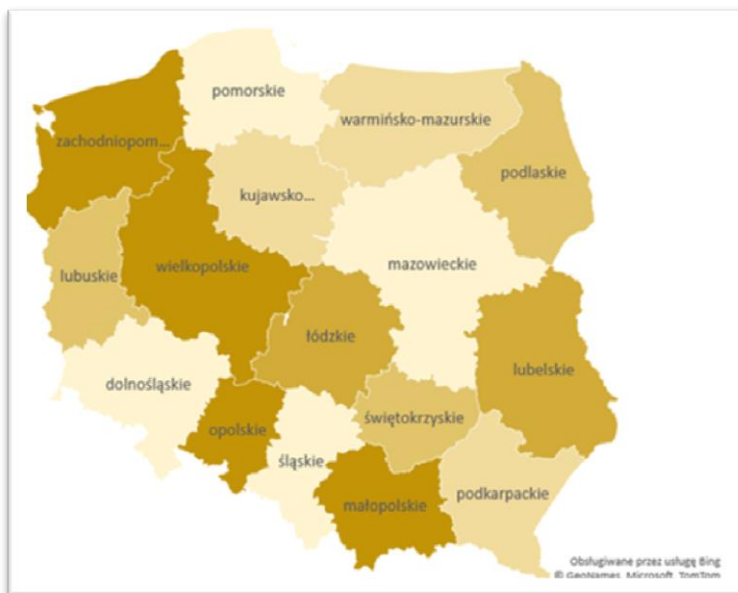 pomorskie
warmińsko-mazurskie
zachodniopom...
podlaskie
kujawsko...
mazowieckie
wielkopolskie
lubuskie
łódzkie
lubelskie
dolnośląskie
świętokrzyskie
opolskie
śląskie
podkarpackie
małopolskie
Obsługiwane przez usługę Bing
© GeoNames, Microsoft, TomTom